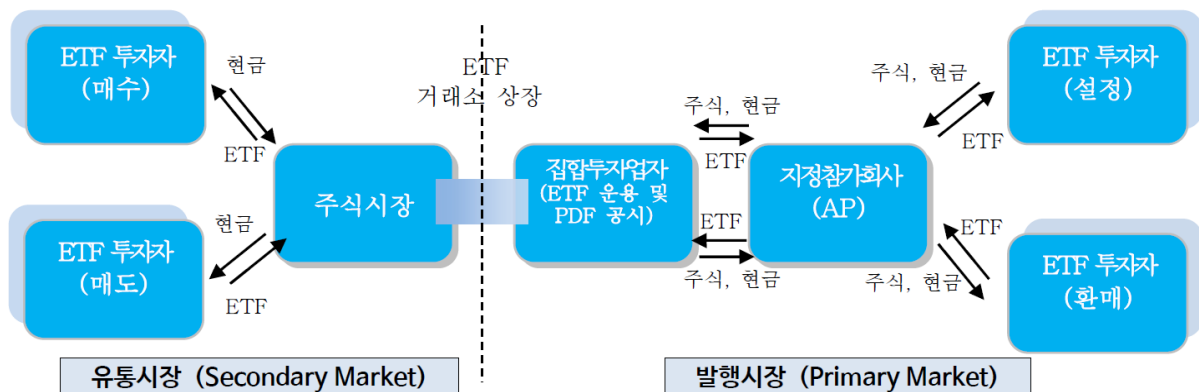 ETF 투자자
(매수)
현금
ETF
ETF
거래소 상장
주식시장
ETF 투자자
(매도)
현금
ETF
주식, 현금
ETF
집합투자업자
(ETF 운용 및
PDF 공시)
ETF
주식, 현금
지정참가회사
(AP)
주식, 현금
ETF
ETF 투자자
(설정)
ETF
주식, 현금
ETF 투자자
(환매)
유통시장 (Secondary Market)
발행시장 (Primary Market)